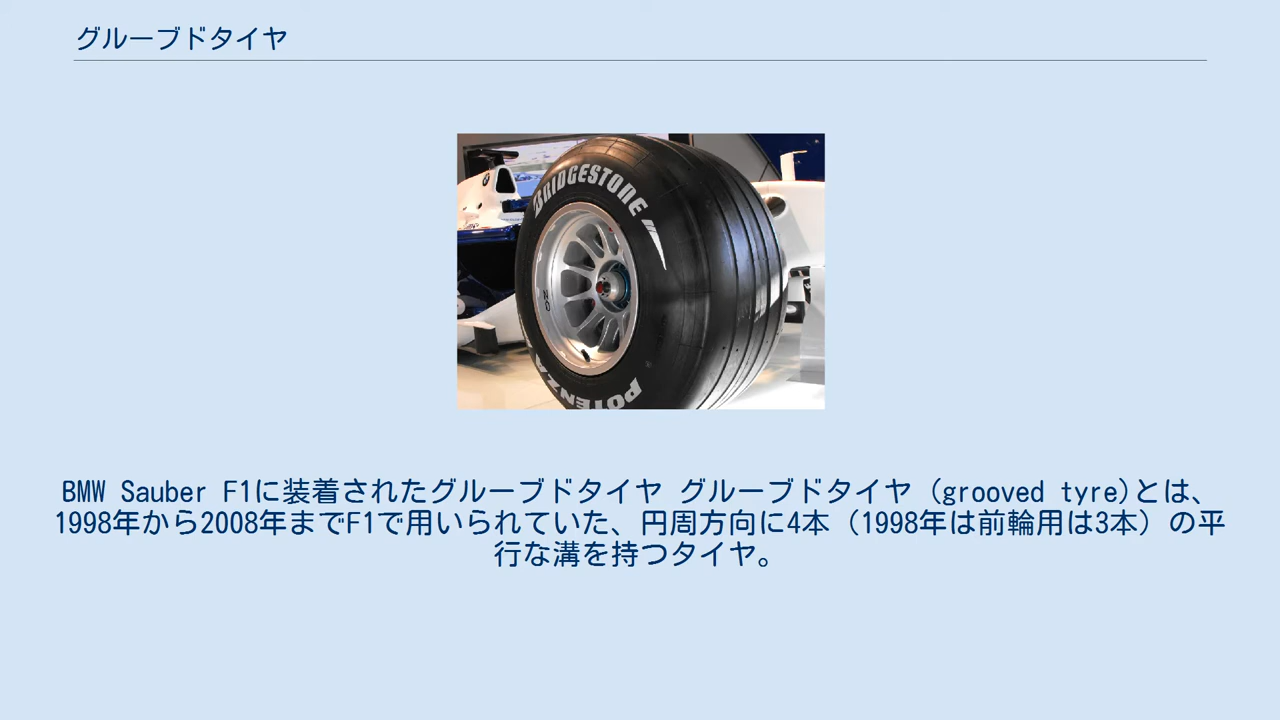 グルーブドタイヤ
BRIDGESTONE
POTENZA
BMW Sauber F1に装着されたグルーブドタイヤ グルーブドタイヤ (grooved tyre)とは、
1998年から2008年までF1で用いられていた、円周方向に4本（1998年は前輪用は3本）の平
行な溝を持つタイヤ。